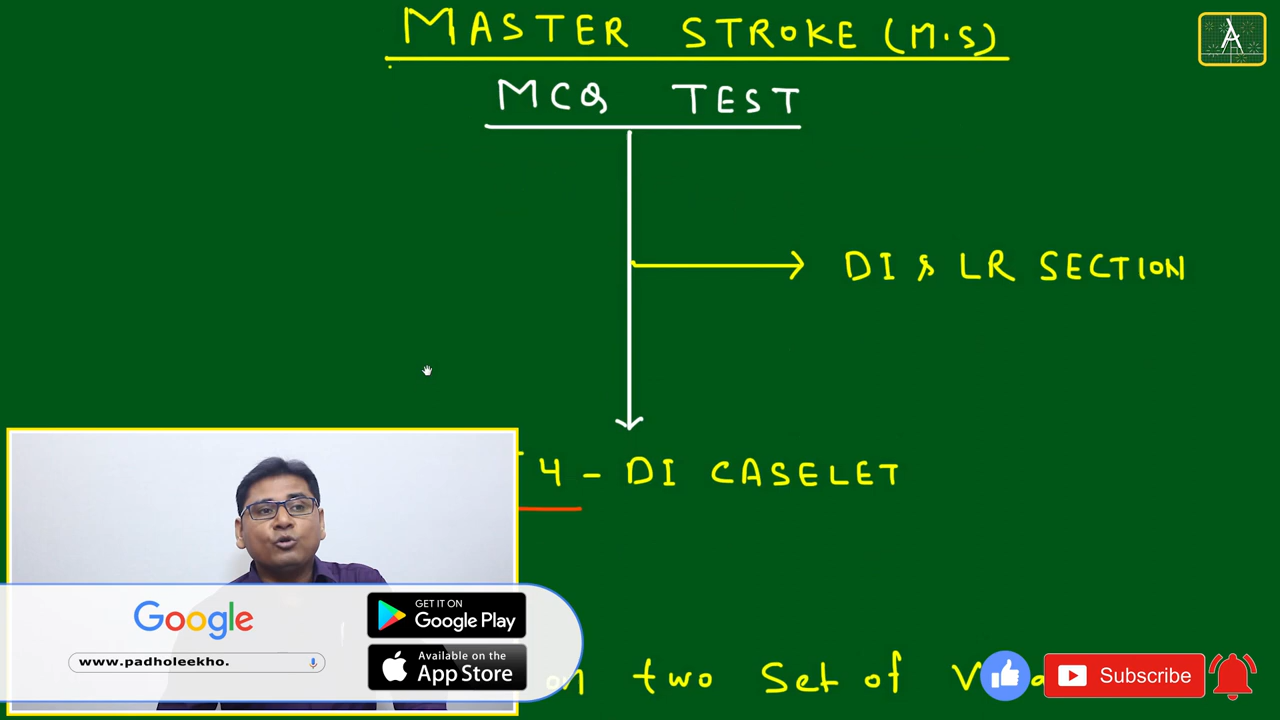 MASTER STROKE (M.S)
MCQ TEST
DI & LR SECTION
4 - DI CASELET
on two Set of
Google
GET IT ON
Google Play
www.padholeekho.
Available on the
App Store
Subscribe